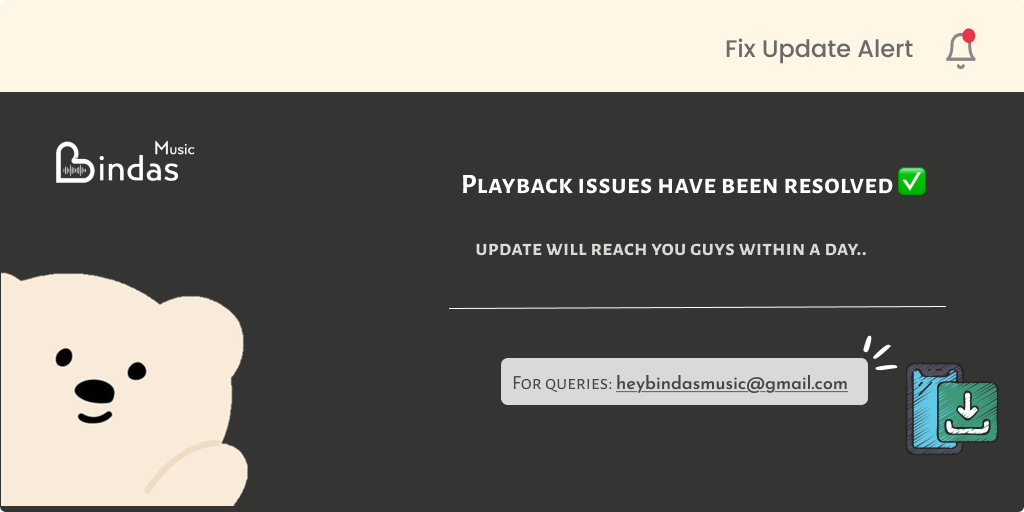 Fix Update Alert
Bindas Music
Playback issues have been resolved ✅
update will reach you guys within a day..
For queries: heybindasmusic@gmail.com